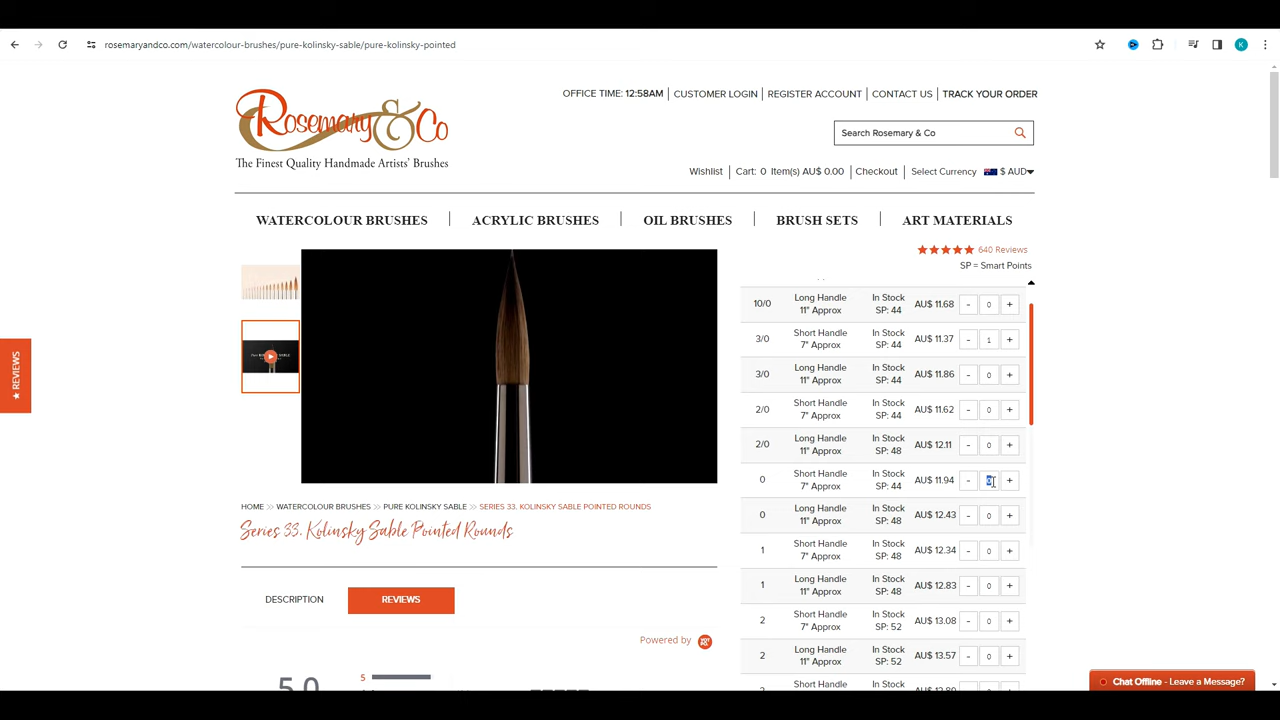 rosemaryandco.com/watercolour-brushes/pure-kolinsky-sable/pure-kolinsky-pointed
K
OFFICE TIME: 12:58AM | CUSTOMER LOGIN | REGISTER ACCOUNT | CONTACT US | TRACK YOUR ORDER
Rosemary & Co
The Finest Quality Handmade Artists' Brushes
Search Rosemary & Co
Wishlist | Cart: 0 Item(s) AU$ 0.00 | Checkout | Select Currency $ AUD
WATERCOLOUR BRUSHES | ACRYLIC BRUSHES | OIL BRUSHES | BRUSH SETS | ART MATERIALS
640 Reviews
SP = Smart Points
10/0 Long Handle 11" Approx In Stock SP: 44 AU$ 11.68 - 0 +
3/0 Short Handle 7" Approx In Stock SP: 44 AU$ 11.37 - 1 +
3/0 Long Handle 11" Approx In Stock SP: 44 AU$ 11.86 - 0 +
2/0 Short Handle 7" Approx In Stock SP: 44 AU$ 11.62 - 0 +
2/0 Long Handle 11" Approx In Stock SP: 48 AU$ 12.11 - 0 +
0 Short Handle 7" Approx In Stock SP: 44 AU$ 11.94 - 0 +
0 Long Handle 11" Approx In Stock SP: 48 AU$ 12.43 - 0 +
1 Short Handle 7" Approx In Stock SP: 48 AU$ 12.34 - 0 +
1 Long Handle 11" Approx In Stock SP: 48 AU$ 12.83 - 0 +
2 Short Handle 7" Approx In Stock SP: 52 AU$ 13.08 - 0 +
2 Long Handle 11" Approx In Stock SP: 52 AU$ 13.57 - 0 +
Short Handle In Stock
★ REVIEWS
HOME >> WATERCOLOUR BRUSHES >> PURE KOLINSKY SABLE >> SERIES 33. KOLINSKY SABLE POINTED ROUNDS
Series 33. Kolinsky Sable Pointed Rounds
DESCRIPTION
REVIEWS
Powered by
5.0
5
Chat Offline - Leave a Message?